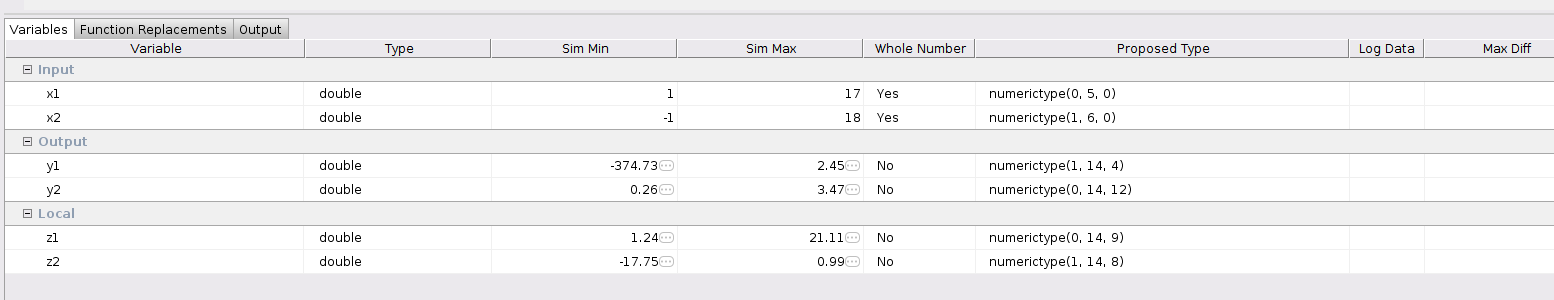 Variables Function Replacements Output
Variable Type Sim Min Sim Max Whole Number Proposed Type Log Data Max Diff
Input
x1 double 1 17 Yes numerictype(0, 5, 0)
x2 double -1 18 Yes numerictype(1, 6, 0)
Output
y1 double -374.73 2.45 No numerictype(1, 14, 4)
y2 double 0.26 3.47 No numerictype(0, 14, 12)
Local
z1 double 1.24 21.11 No numerictype(0, 14, 9)
z2 double -17.75 0.99 No numerictype(1, 14, 8)